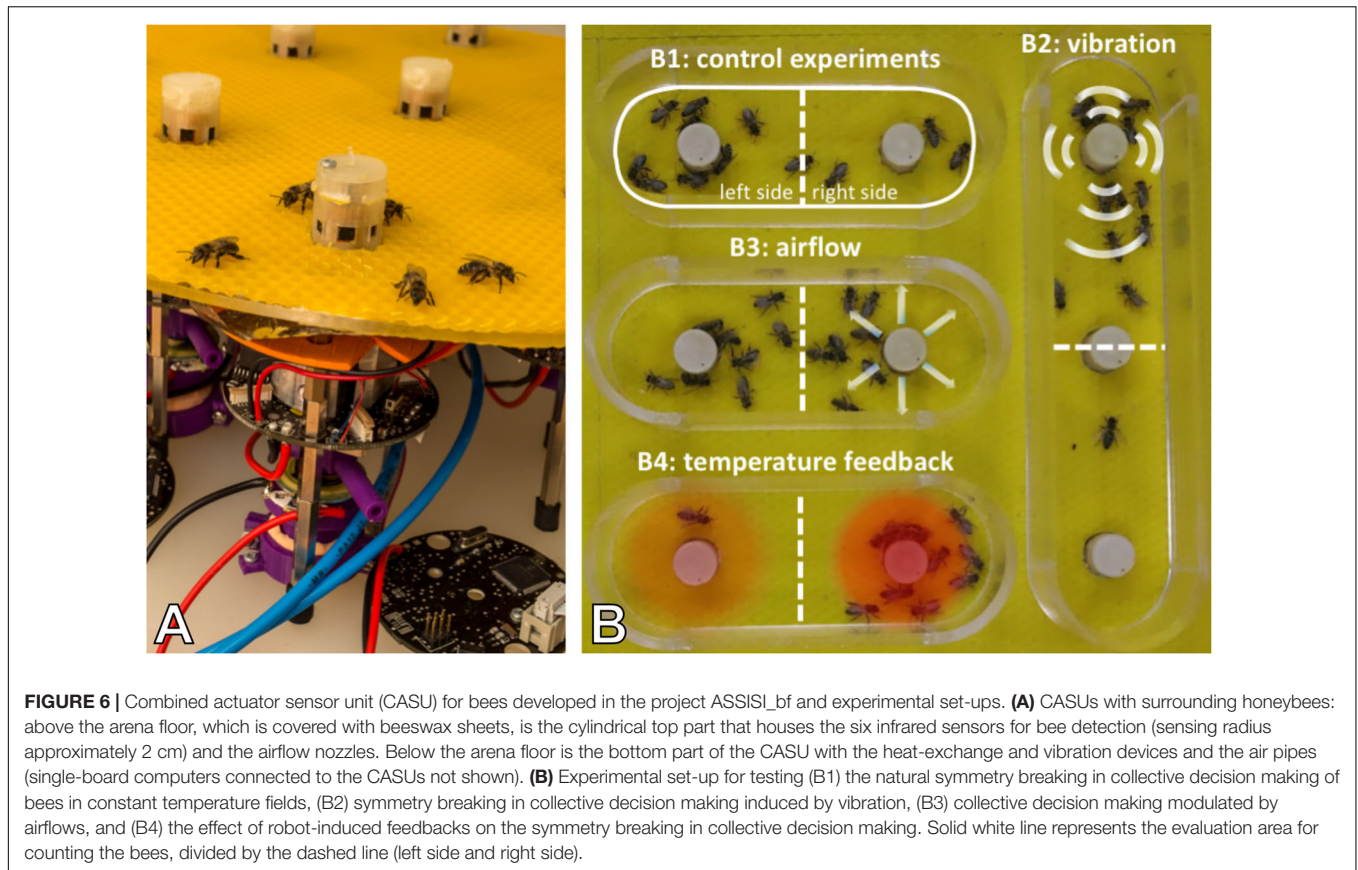 B1: control experiments
B2: vibration
left side
right side
B3: airflow
B4: temperature feedback
A
B
FIGURE 6 | Combined actuator sensor unit (CASU) for bees developed in the project ASSISI_bf and experimental set-ups. (A) CASUs with surrounding honeybees:
above the arena floor, which is covered with beeswax sheets, is the cylindrical top part that houses the six infrared sensors for bee detection (sensing radius
approximately 2 cm) and the airflow nozzles. Below the arena floor is the bottom part of the CASU with the heat-exchange and vibration devices and the air pipes
(single-board computers connected to the CASUs not shown). (B) Experimental set-up for testing (B1) the natural symmetry breaking in collective decision making of
bees in constant temperature fields, (B2) symmetry breaking in collective decision making induced by vibration, (B3) collective decision making modulated by
airflows, and (B4) the effect of robot-induced feedbacks on the symmetry breaking in collective decision making. Solid white line represents the evaluation area for
counting the bees, divided by the dashed line (left side and right side).